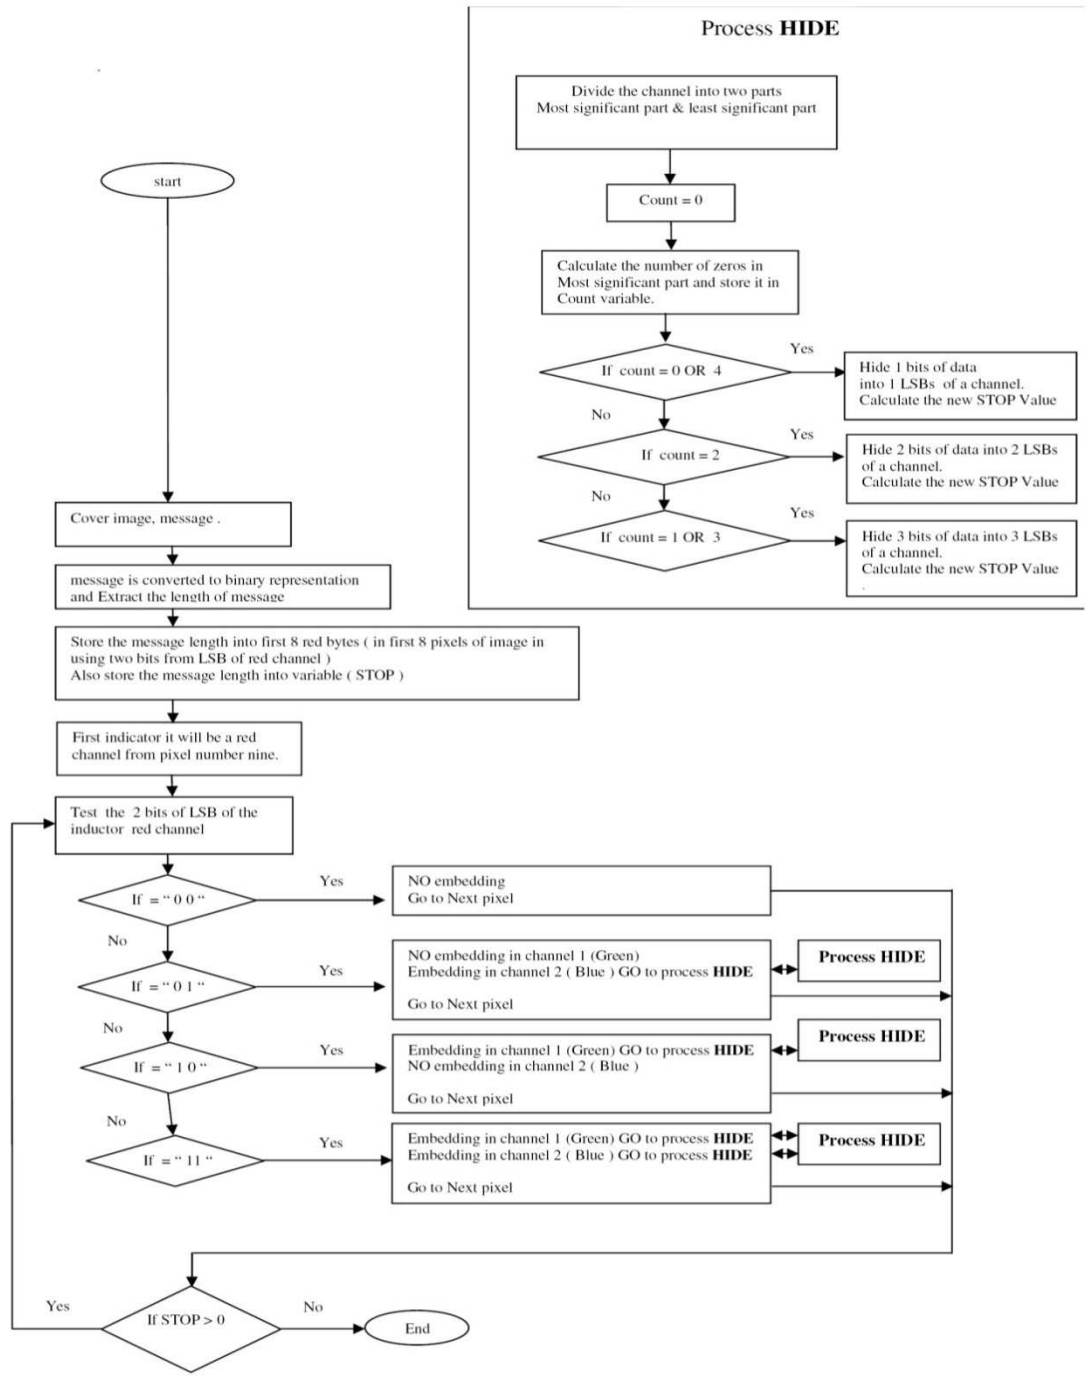 Process HIDE
Divide the channel into two parts
Most significant part & least significant part
Count = 0
Calculate the number of zeros in
Most significant part and store it in
Count variable.
If count = 0 OR 4
Yes
Hide 1 bits of data
into 1 LSBs of a channel.
Calculate the new STOP Value
No
If count = 2
Yes
Hide 2 bits of data into 2 LSBs
of a channel.
Calculate the new STOP Value
No
If count = 1 OR 3
Yes
Hide 3 bits of data into 3 LSBs
of a channel.
Calculate the new STOP Value
start
Cover image, message .
message is converted to binary representation
and Extract the length of message
Store the message length into first 8 red bytes ( in first 8 pixels of image in
using two bits from LSB of red channel )
Also store the message length into variable ( STOP )
First indicator it will be a red
channel from pixel number nine.
Test the 2 bits of LSB of the
inductor red channel
If = “ 0 0 “
Yes
NO embedding
Go to Next pixel
No
If = “ 0 1 “
Yes
NO embedding in channel 1 (Green)
Embedding in channel 2 ( Blue ) GO to process HIDE
Go to Next pixel
Process HIDE
No
If = “ 1 0 “
Yes
Embedding in channel 1 (Green) GO to process HIDE
NO embedding in channel 2 ( Blue )
Go to Next pixel
Process HIDE
No
If = “ 11 “
Yes
Embedding in channel 1 (Green) GO to process HIDE
Embedding in channel 2 ( Blue ) GO to process HIDE
Go to Next pixel
Process HIDE
If STOP > 0
Yes
No
End